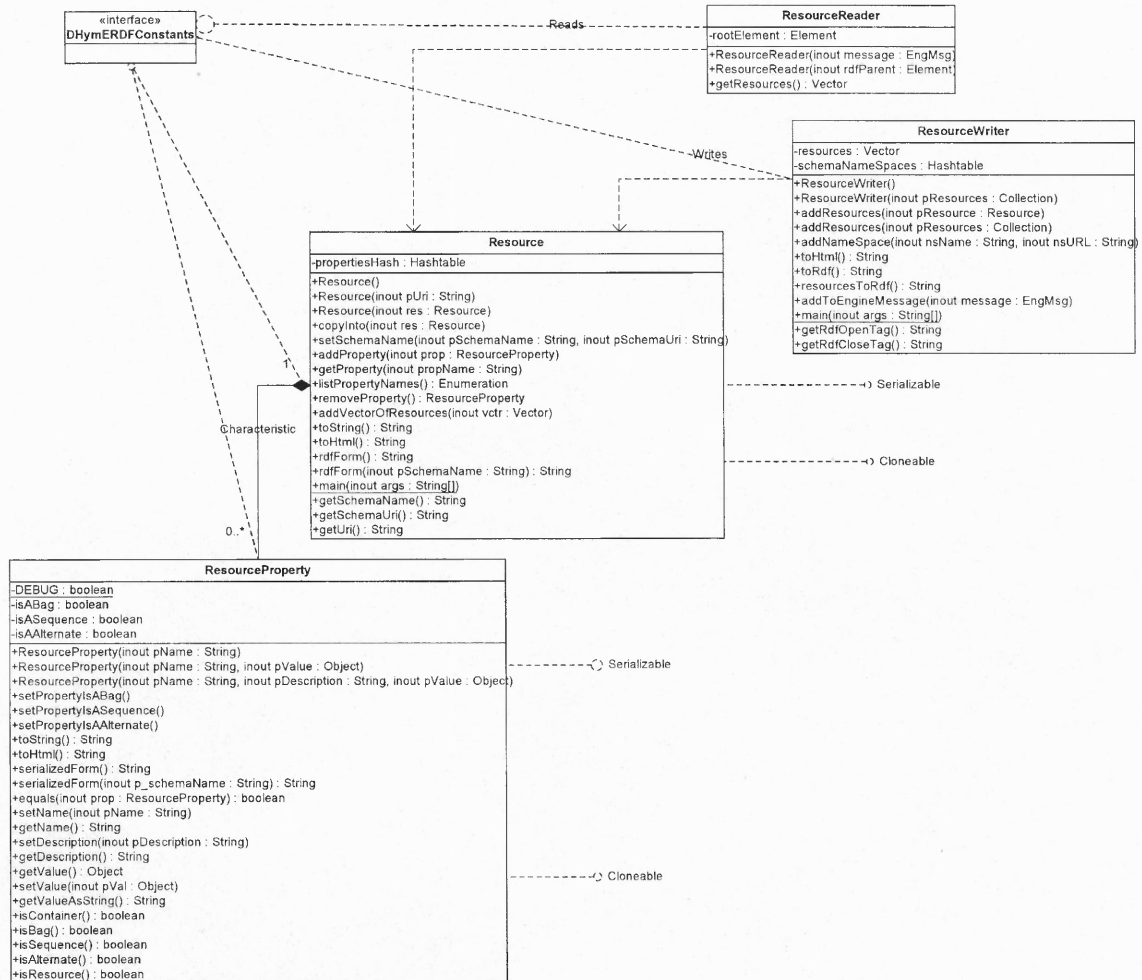 «interface»
DHymERDFConstants
Reads
ResourceReader
-rootElement : Element
+ResourceReader(inout message : EngMsg)
+ResourceReader(inout rdfParent : Element)
+getResources() : Vector
Writes
ResourceWriter
-resources : Vector
-schemaNameSpaces : Hashtable
+ResourceWriter()
+ResourceWriter(inout pResources : Collection)
+addResources(inout pResource : Resource)
+addResources(inout pResources : Collection)
+addNameSpace(inout nsName : String, inout nsURL : String)
+toHtml() : String
+toRdf() : String
+resourcesToRdf() : String
+addToEngineMessage(inout message : EngMsg)
+main(inout args : String[])
+getRdfOpenTag() : String
+getRdfCloseTag() : String
Resource
-propertiesHash : Hashtable
+Resource()
+Resource(inout pUri : String)
+Resource(inout res : Resource)
+copyInto(inout res : Resource)
+setSchemaName(inout pSchemaName : String, inout pSchemaUri : String)
+addProperty(inout prop : ResourceProperty)
+getProperty(inout propName : String)
+listPropertyNames() : Enumeration
+removeProperty() : ResourceProperty
+addVectorOfResources(inout vctr : Vector)
+toString() : String
+toHtml() : String
+rdfForm() : String
+rdfForm(inout pSchemaName : String) : String
+main(inout args : String[])
+getSchemaName() : String
+getSchemaUri() : String
+getUri() : String
Serializable
Cloneable
1
Characteristic
0..*
ResourceProperty
-DEBUG : boolean
-isABag : boolean
-isASequence : boolean
-isAAlternate : boolean
+ResourceProperty(inout pName : String)
+ResourceProperty(inout pName : String, inout pValue : Object)
+ResourceProperty(inout pName : String, inout pDescription : String, inout pValue : Object)
+setPropertyIsABag()
+setPropertyIsASequence()
+setPropertyIsAAlternate()
+toString() : String
+toHtml() : String
+serializedForm() : String
+serializedForm(inout p_schemaName : String) : String
+equals(inout prop : ResourceProperty) : boolean
+setName(inout pName : String)
+getName() : String
+setDescription(inout pDescription : String)
+getDescription() : String
+getValue() : Object
+setValue(inout pVal : Object)
+getValueAsString() : String
+isContainer() : boolean
+isBag() : boolean
+isSequence() : boolean
+isAlternate() : boolean
+isResource() : boolean
Serializable
Cloneable